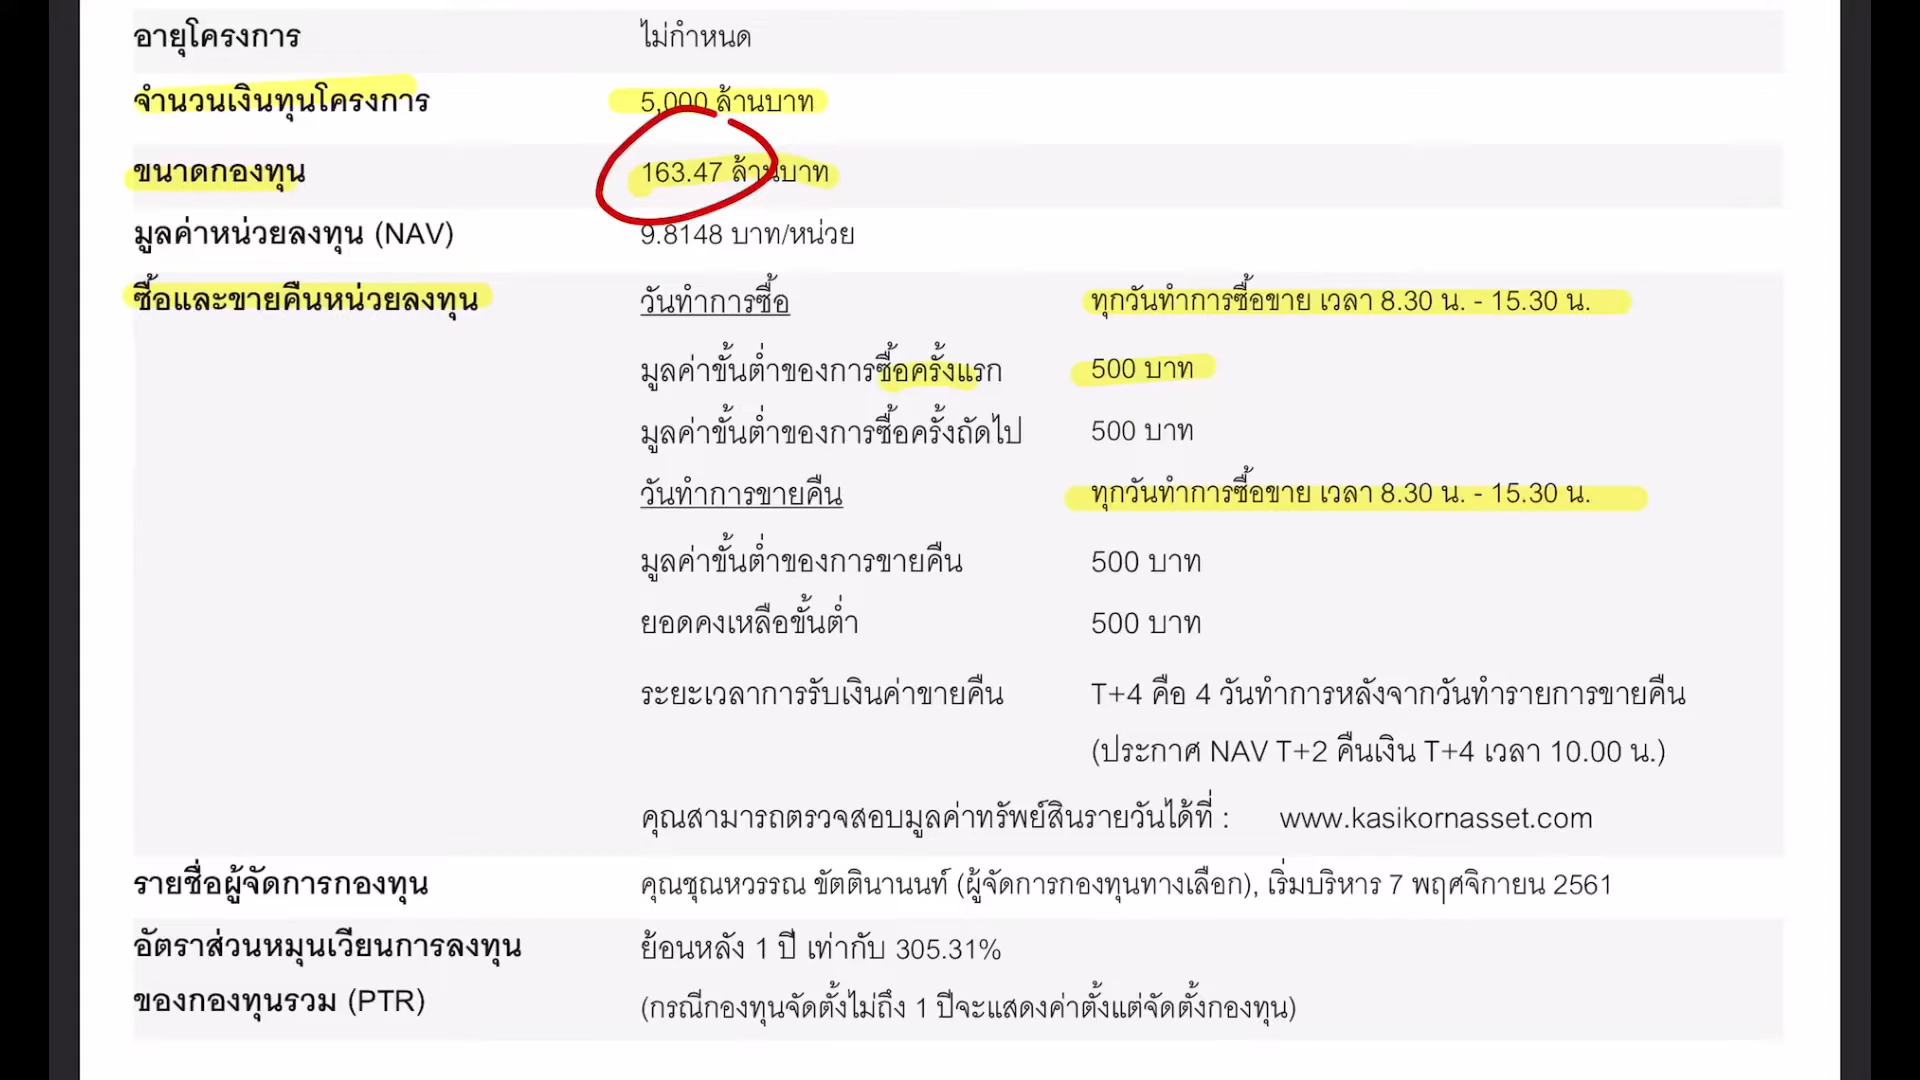 อายุโครงการ ไม่กำหนด
จำนวนเงินทุนโครงการ 5,000 ล้านบาท
ขนาดกองทุน 163.47 ล้านบาท
มูลค่าหน่วยลงทุน (NAV) 9.8148 บาท/หน่วย
ซื้อและขายคืนหน่วยลงทุน วันทำการซื้อ ทุกวันทำการซื้อขาย เวลา 8.30 น. - 15.30 น.
มูลค่าขั้นต่ำของการซื้อครั้งแรก 500 บาท
มูลค่าขั้นต่ำของการซื้อครั้งถัดไป 500 บาท
วันทำการขายคืน ทุกวันทำการซื้อขาย เวลา 8.30 น. - 15.30 น.
มูลค่าขั้นต่ำของการขายคืน 500 บาท
ยอดคงเหลือขั้นต่ำ 500 บาท
ระยะเวลาการรับเงินค่าขายคืน T+4 คือ 4 วันทำการหลังจากวันทำรายการขายคืน
(ประกาศ NAV T+2 คืนเงิน T+4 เวลา 10.00 น.)
คุณสามารถตรวจสอบมูลค่าทรัพย์สินรายวันได้ที่ : www.kasikornasset.com
รายชื่อผู้จัดการกองทุน คุณชุณหวรรณ ขัตตินานนท์ (ผู้จัดการกองทุนทางเลือก), เริ่มบริหาร 7 พฤศจิกายน 2561
อัตราส่วนหมุนเวียนการลงทุน ย้อนหลัง 1 ปี เท่ากับ 305.31%
ของกองทุนรวม (PTR) (กรณีกองทุนจัดตั้งไม่ถึง 1 ปีจะแสดงค่าตั้งแต่จัดตั้งกองทุน)